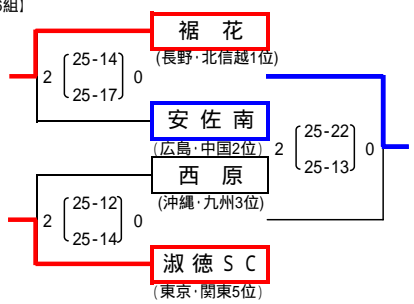 6組】
裾花
(長野・北信越1位)
2 25-14 0
25-17
安佐南
(広島・中国2位)
2 25-22 0
25-13
西原
(沖縄・九州3位)
2 25-12 0
25-14
淑徳SC
(東京・関東5位)